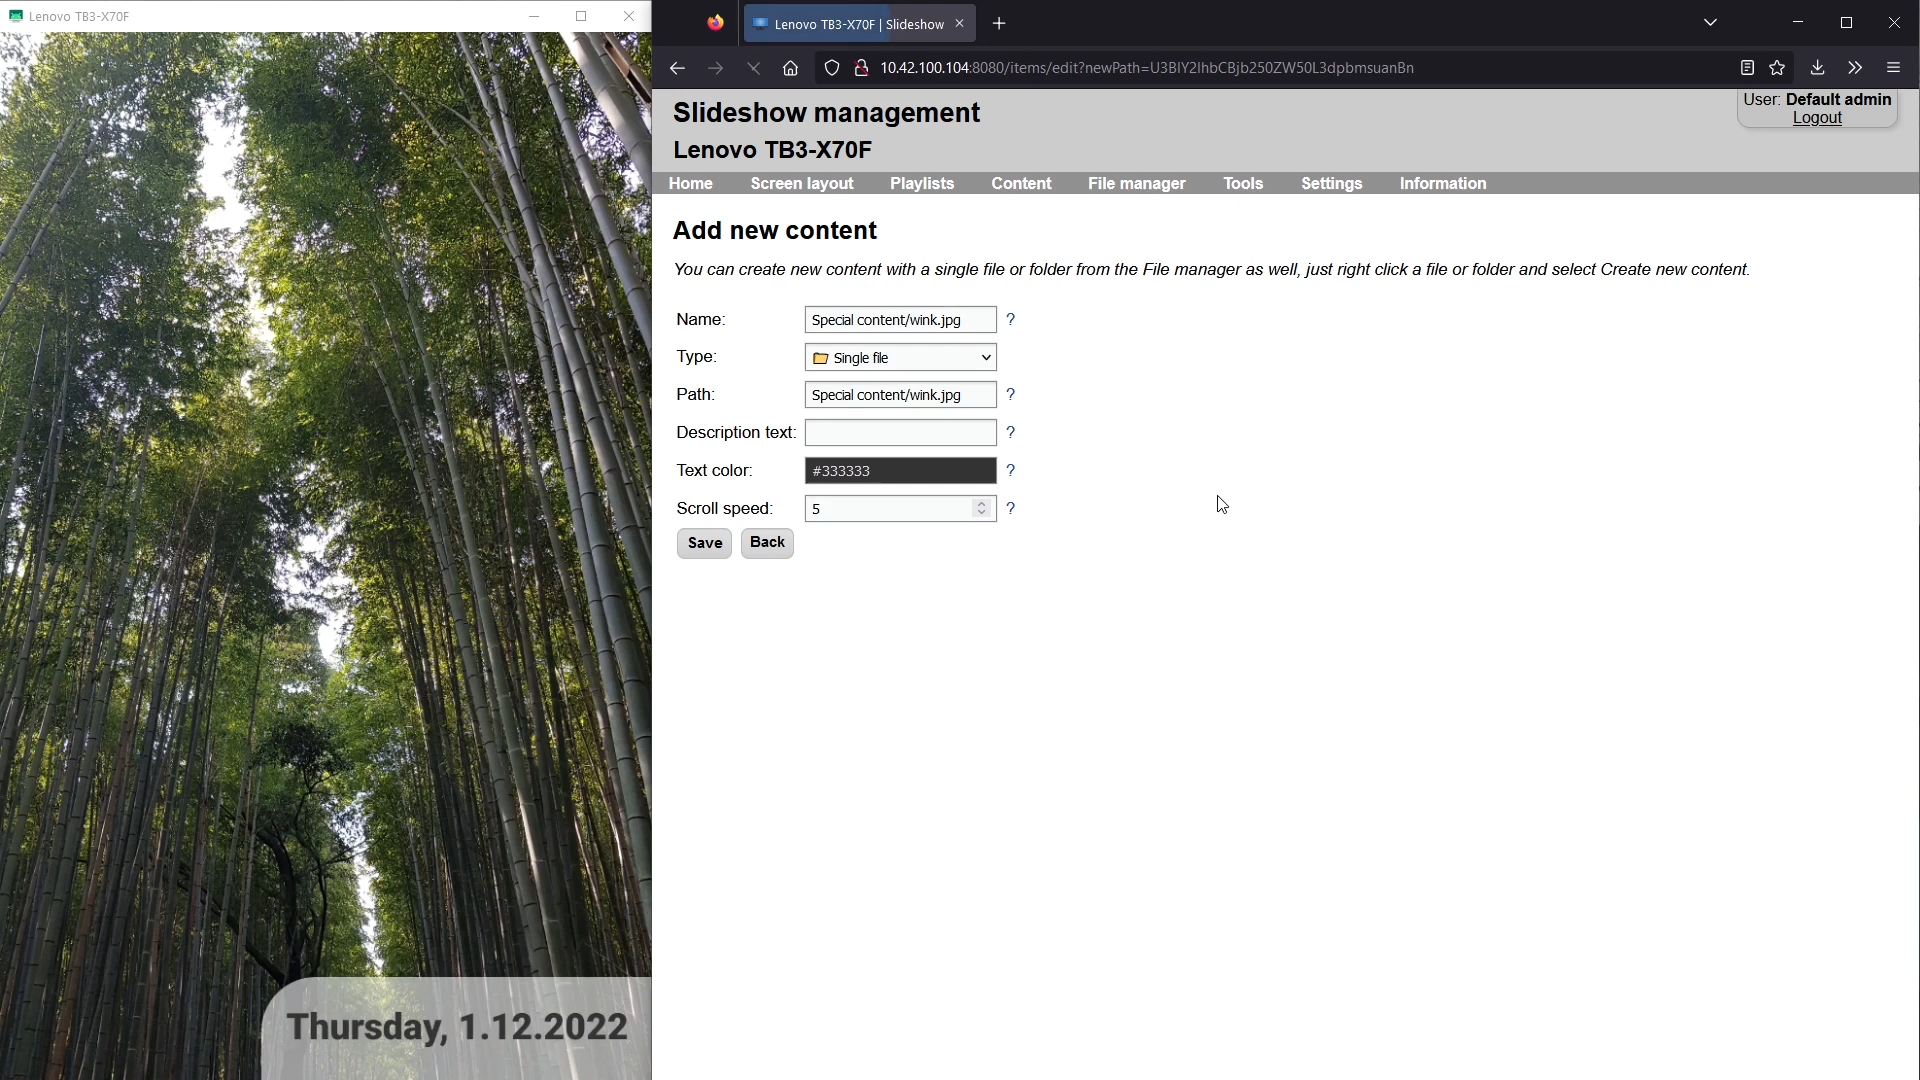 Lenovo TB3-X70F
Thursday, 1.12.2022
Lenovo TB3-X70F | Slideshow
10.42.100.104:8080/items/edit?newPath=U3BlY2lhbCBjb250ZW50L3dpbmsuanBn
Slideshow management
User: Default admin
Logout
Lenovo TB3-X70F
Home Screen layout Playlists Content File manager Tools Settings Information
Add new content
You can create new content with a single file or folder from the File manager as well, just right click a file or folder and select Create new content.
Name: Special content/wink.jpg ?
Type: Single file
Path: Special content/wink.jpg ?
Description text: ?
Text color: #333333 ?
Scroll speed: 5 ?
Save Back